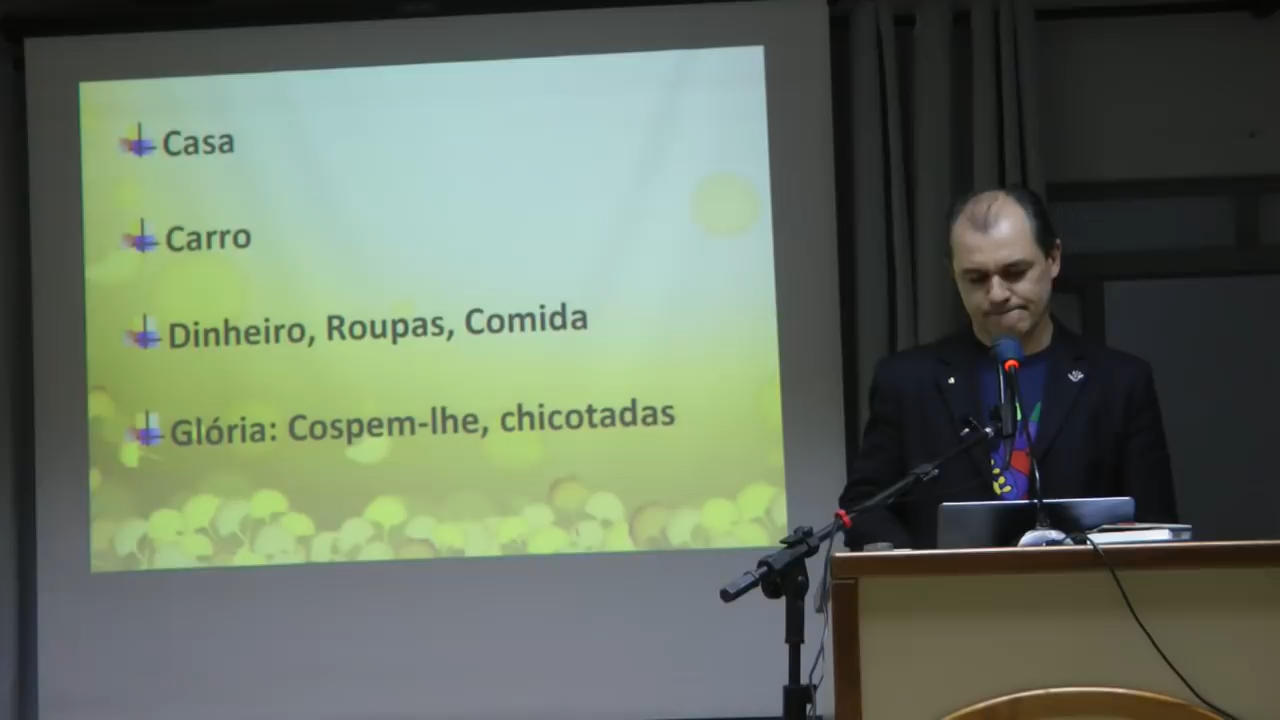 Casa
Carro
Dinheiro, Roupas, Comida
Glória: Cospem-lhe, chicotadas